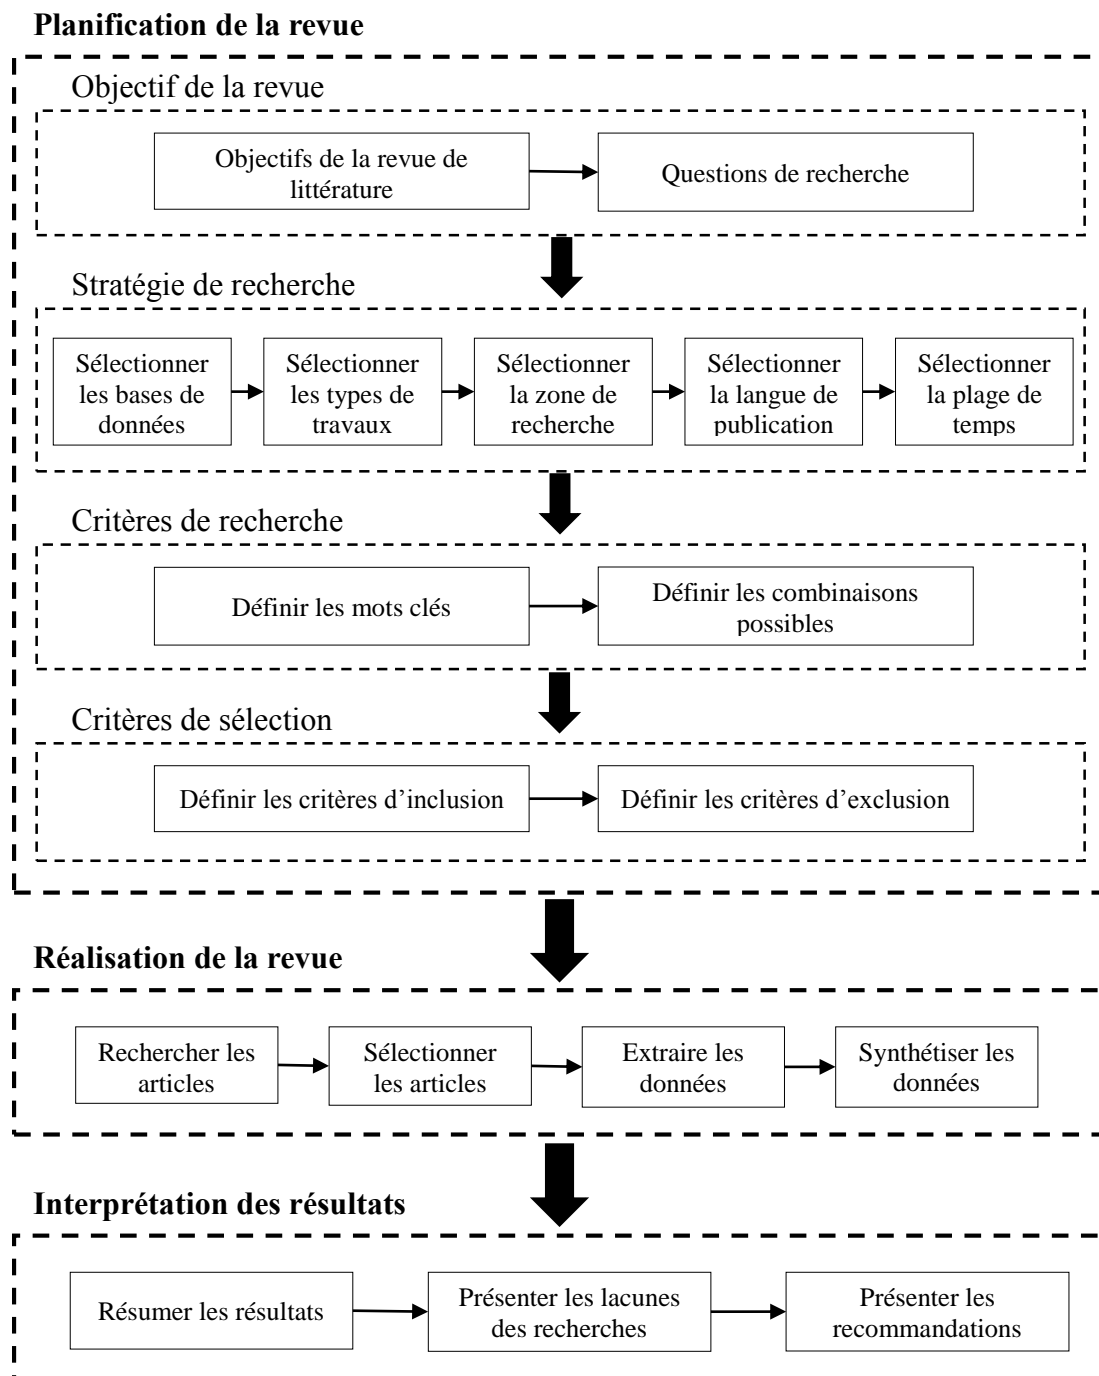 Planification de la revue
Objectif de la revue
Objectifs de la revue de
littérature
Questions de recherche
Stratégie de recherche
Sélectionner
les bases de
données
Sélectionner
les types de
travaux
Sélectionner
la zone de
recherche
Sélectionner
la langue de
publication
Sélectionner
la plage de
temps
Critères de recherche
Définir les mots clés
Définir les combinaisons
possibles
Critères de sélection
Définir les critères d’inclusion
Définir les critères d’exclusion
Réalisation de la revue
Rechercher les
articles
Sélectionner
les articles
Extraire les
données
Synthétiser les
données
Interprétation des résultats
Résumer les résultats
Présenter les lacunes
des recherches
Présenter les
recommandations